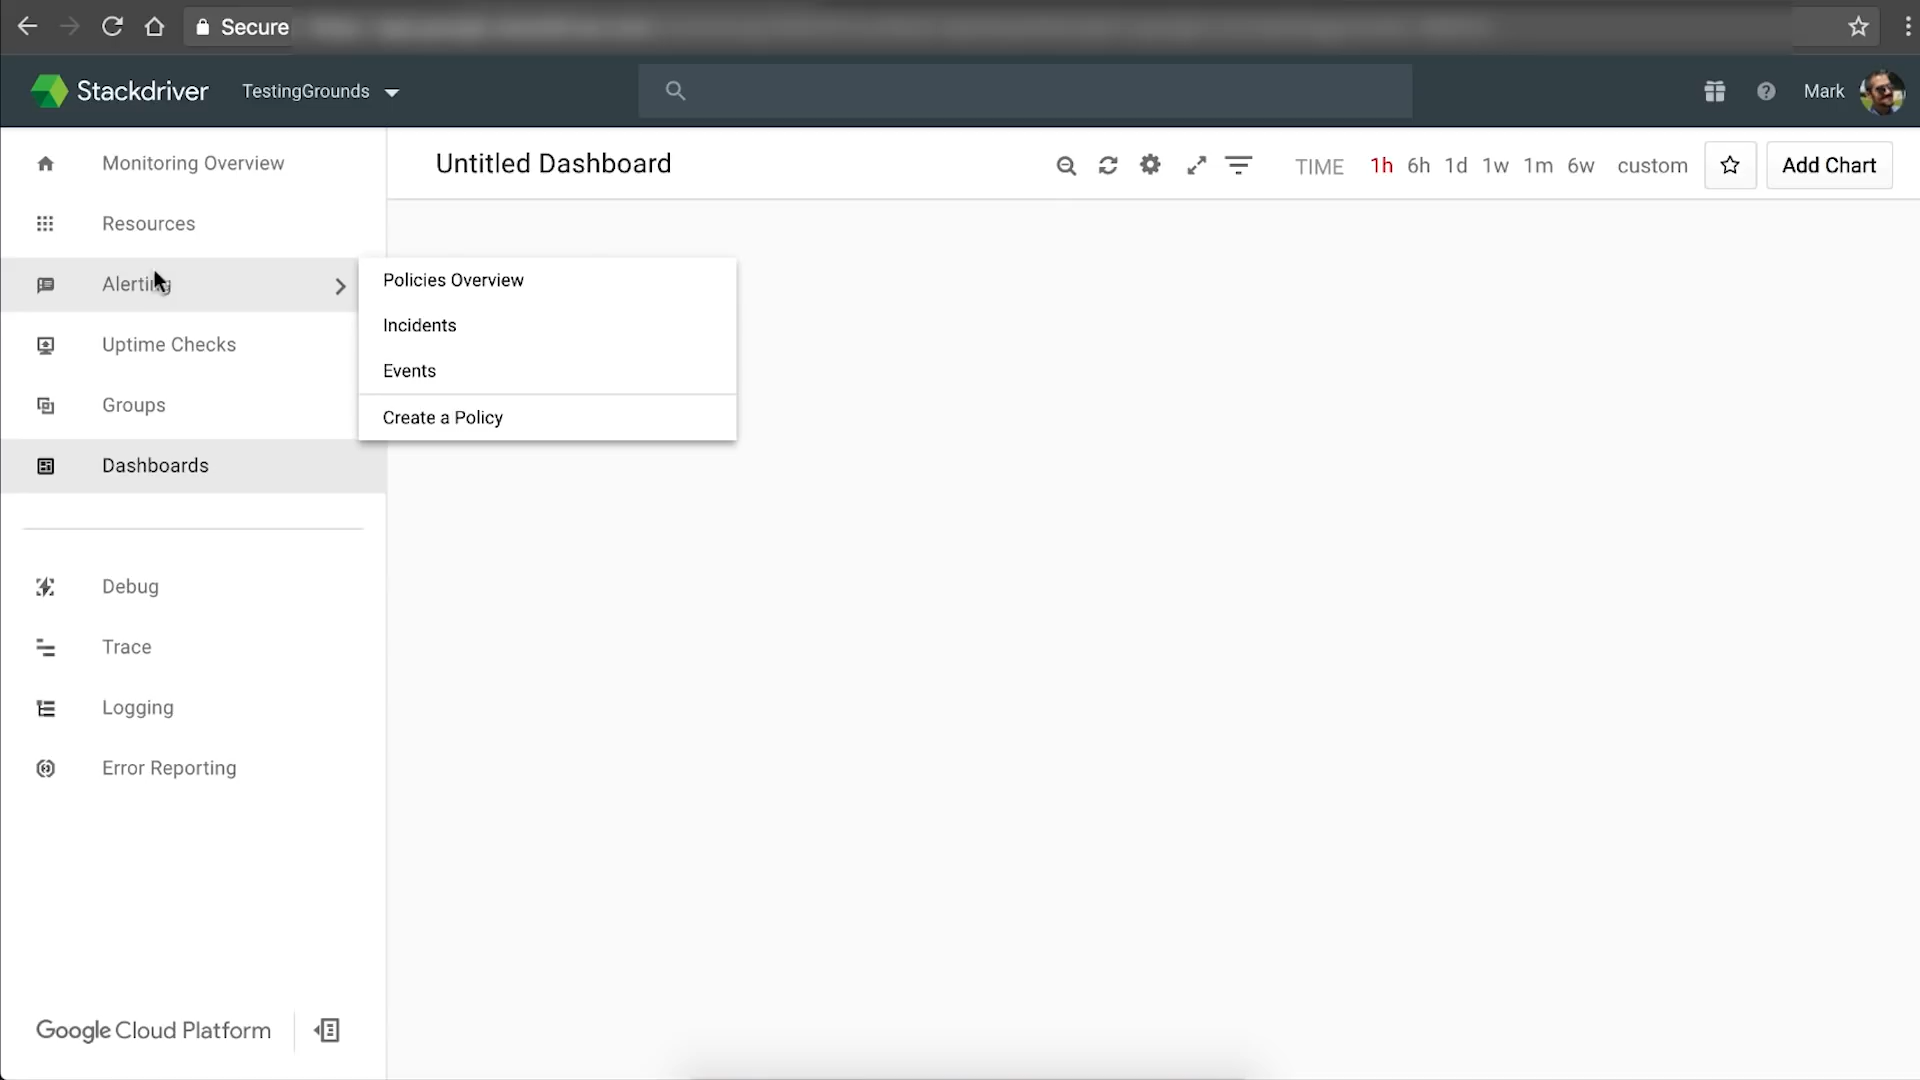 Secure
Stackdriver TestingGrounds Mark
Monitoring Overview
Resources
Alerting
Uptime Checks
Groups
Dashboards
Debug
Trace
Logging
Error Reporting
Google Cloud Platform
Policies Overview
Incidents
Events
Create a Policy
Untitled Dashboard TIME 1h 6h 1d 1w 1m 6w custom Add Chart